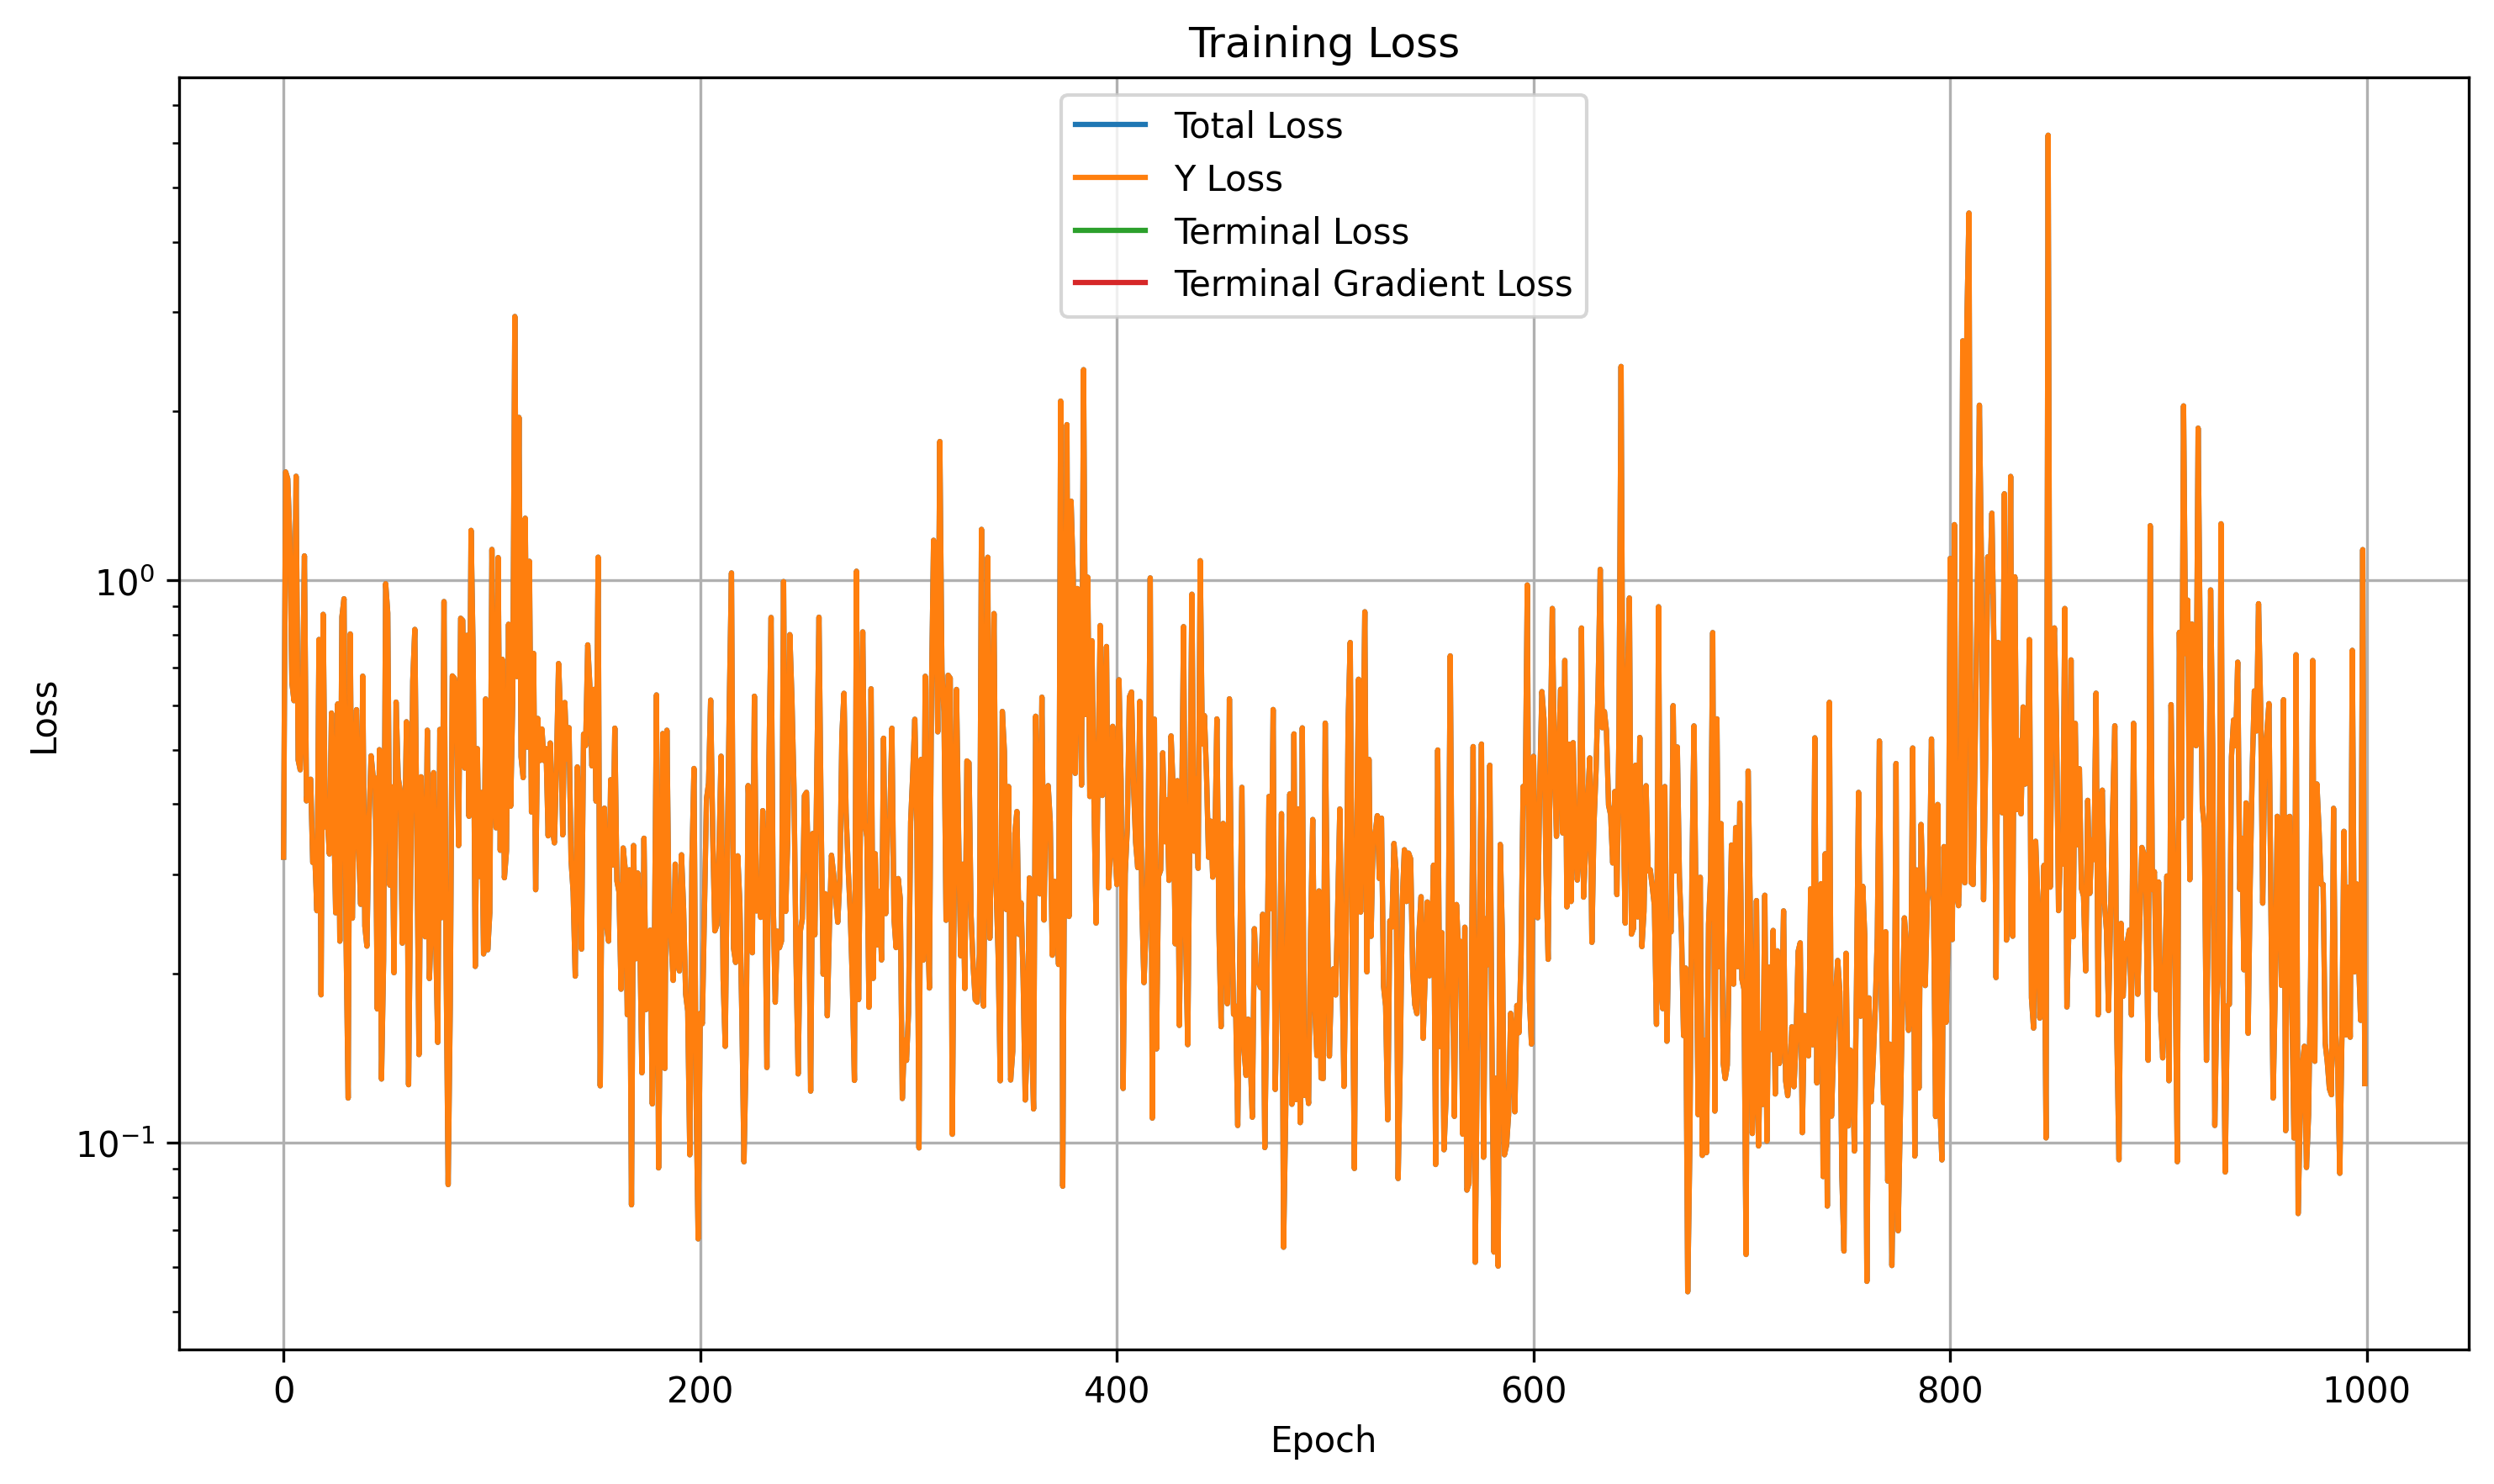 Training Loss
Total Loss
Y Loss
Terminal Loss
Terminal Gradient Loss
Loss
10⁰
10⁻¹
0 200 400 600 800 1000
Epoch